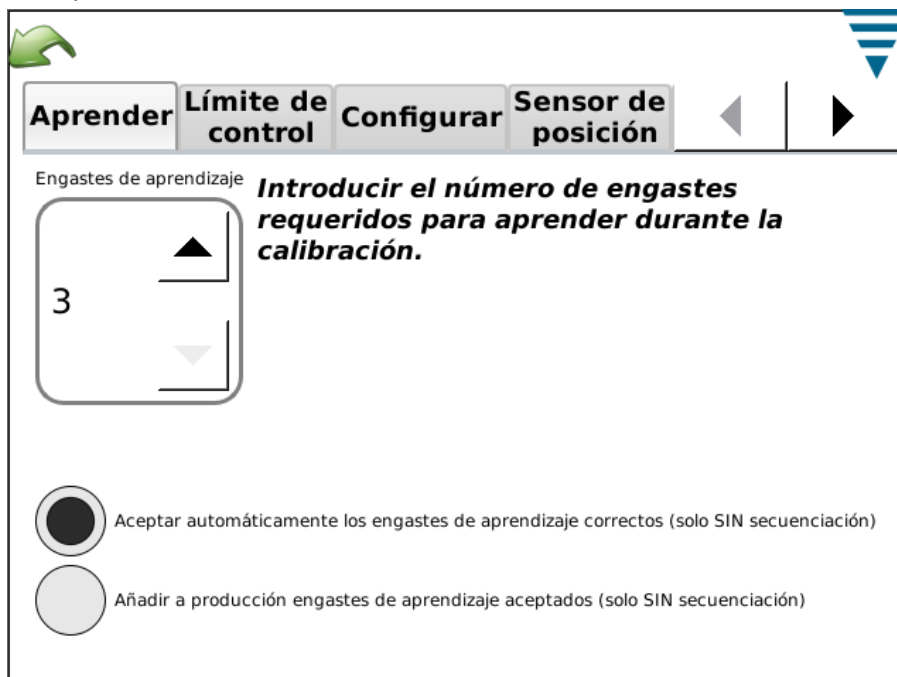 Aprender
Límite de
control
Configurar
Sensor de
posición
Engastes de aprendizaje
Introducir el número de engastes
requeridos para aprender durante la
calibración.
3
Aceptar automáticamente los engastes de aprendizaje correctos (solo SIN secuenciación)
Añadir a producción engastes de aprendizaje aceptados (solo SIN secuenciación)